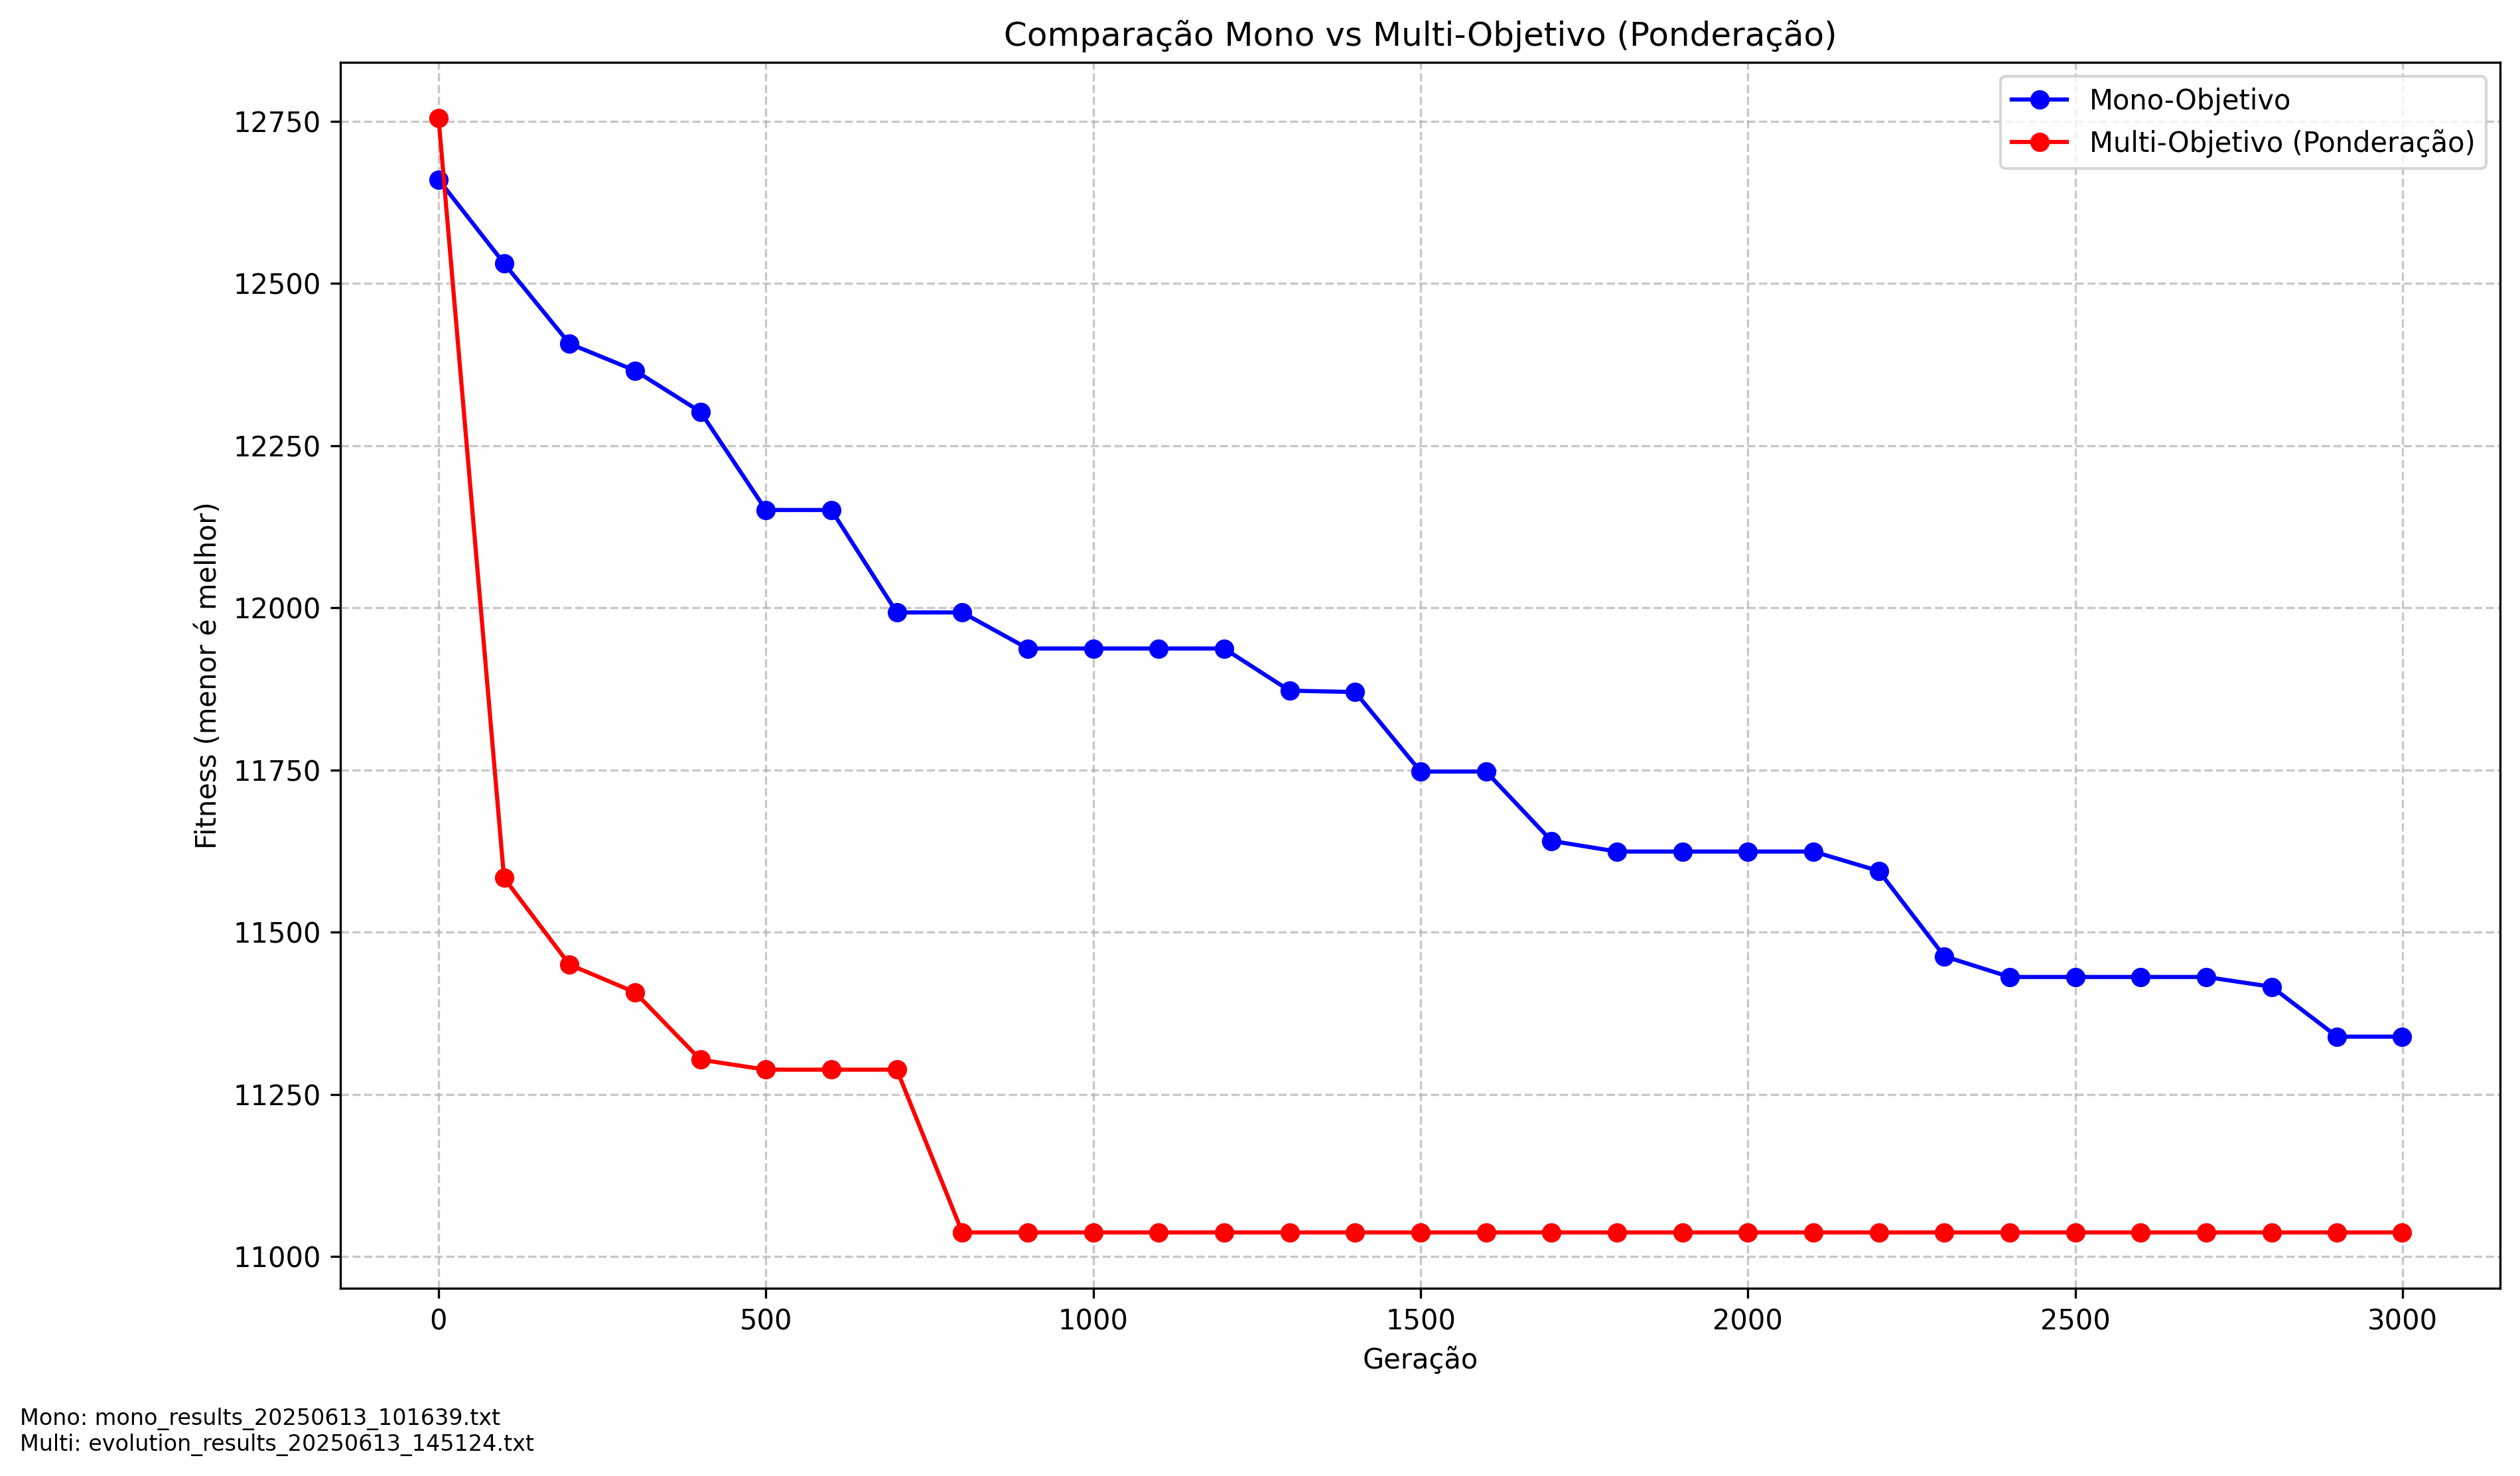 Comparação Mono vs Multi-Objetivo (Ponderação)
Mono-Objetivo
Multi-Objetivo (Ponderação)
Fitness (menor é melhor)
12750
12500
12250
12000
11750
11500
11250
11000
0 500 1000 1500 2000 2500 3000
Geração
Mono: mono_results_20250613_101639.txt
Multi: evolution_results_20250613_145124.txt